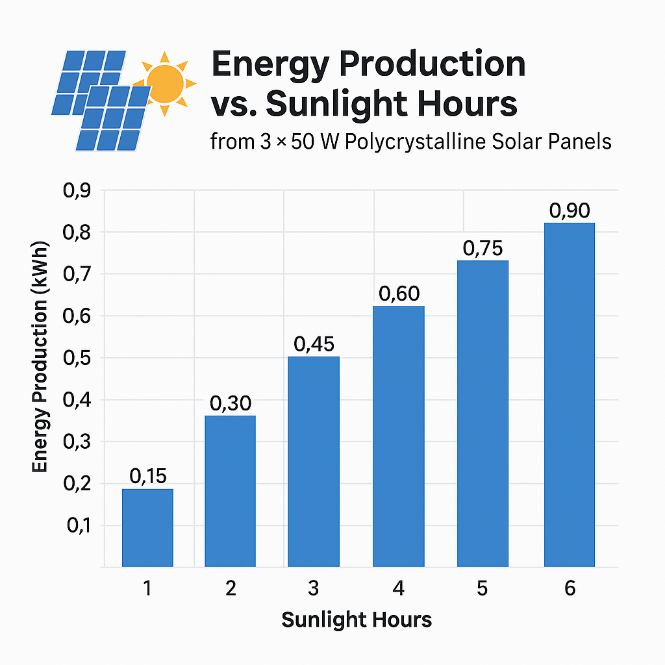 Energy Production
vs. Sunlight Hours
from 3 × 50 W Polycrystalline Solar Panels
Energy Production (kWh)
0,9
0,8
0,7
0,6
0,5
0,4
0,3
0,2
0,1
0,15
0,30
0,45
0,60
0,75
0,90
1 2 3 4 5 6
Sunlight Hours